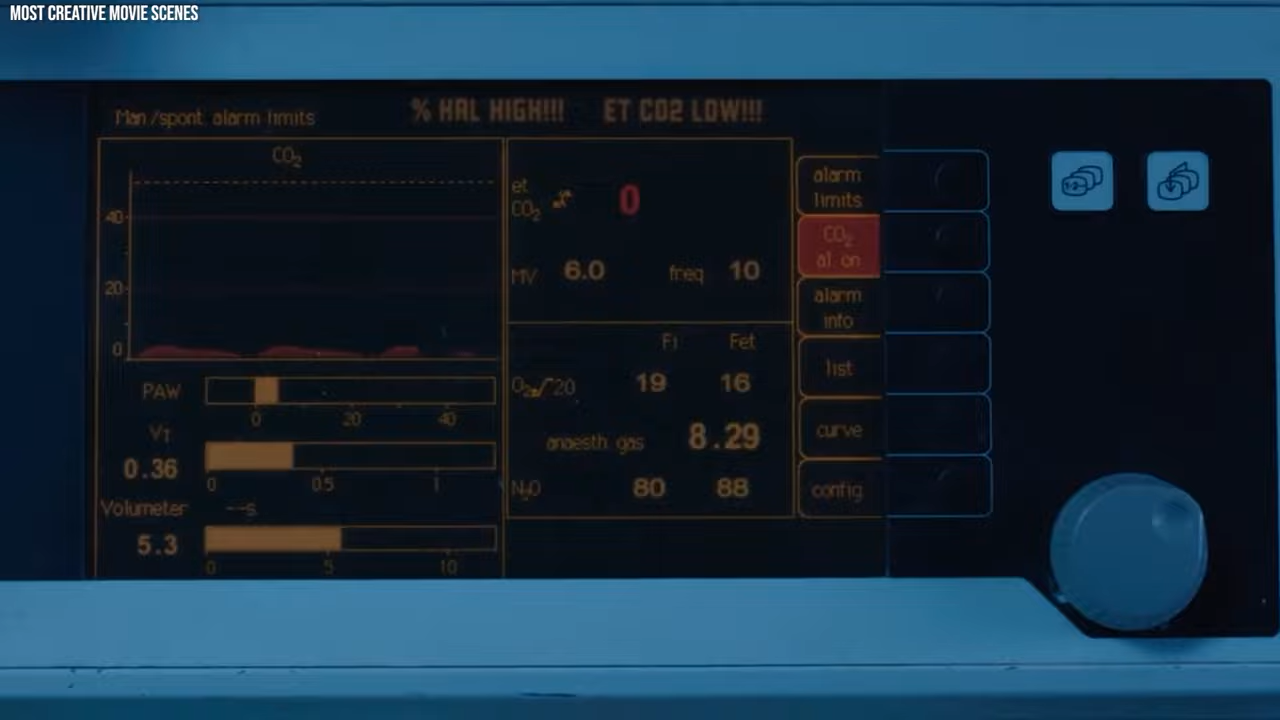 MOST CREATIVE MOVIE SCENES
Man/spont. alarm limits
% HAL HIGH!!! ET CO2 LOW!!!
CO₂
40
20
0
PAW
0 20 40
VT
0.36
0 0.5 1
Volumeter --s
5.3
0 5 10
et
CO₂ 0
MV 6.0 freq 10
Fi Fet
O₂ 20 19 16
anaesth. gas 8.29
N₂O 80 88
alarm
limits
CO₂
al. on
alarm
info
list
curve
config